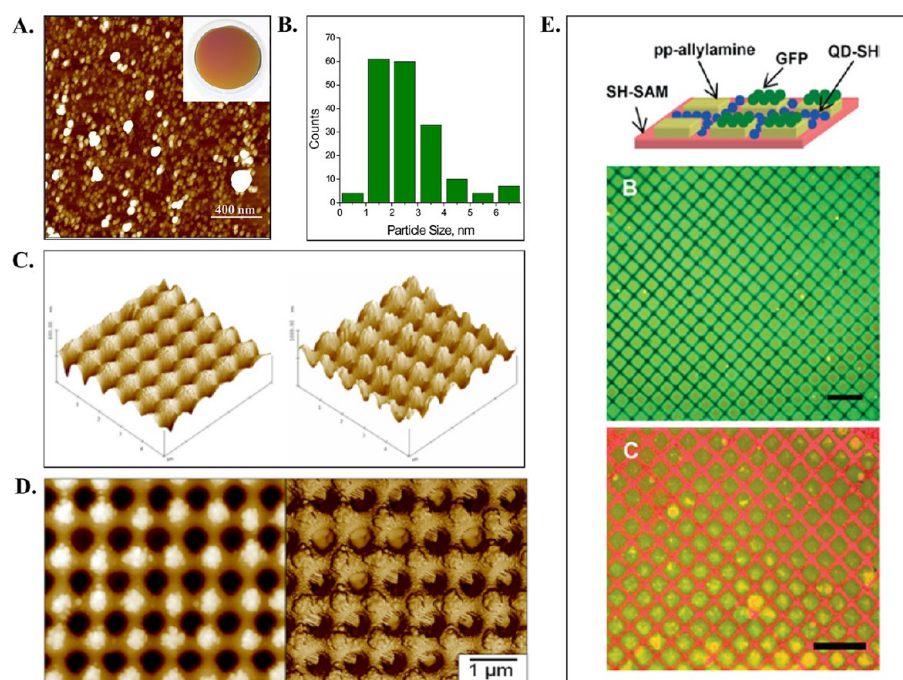 A.
400 nm
B.
70
60
50
40
30
20
10
0
Counts
0 1 2 3 4 5 6
Particle Size, nm
C.
D.
1 μm
E.
pp-allylamine
GFP
QD-SH
SH-SAM
B
C